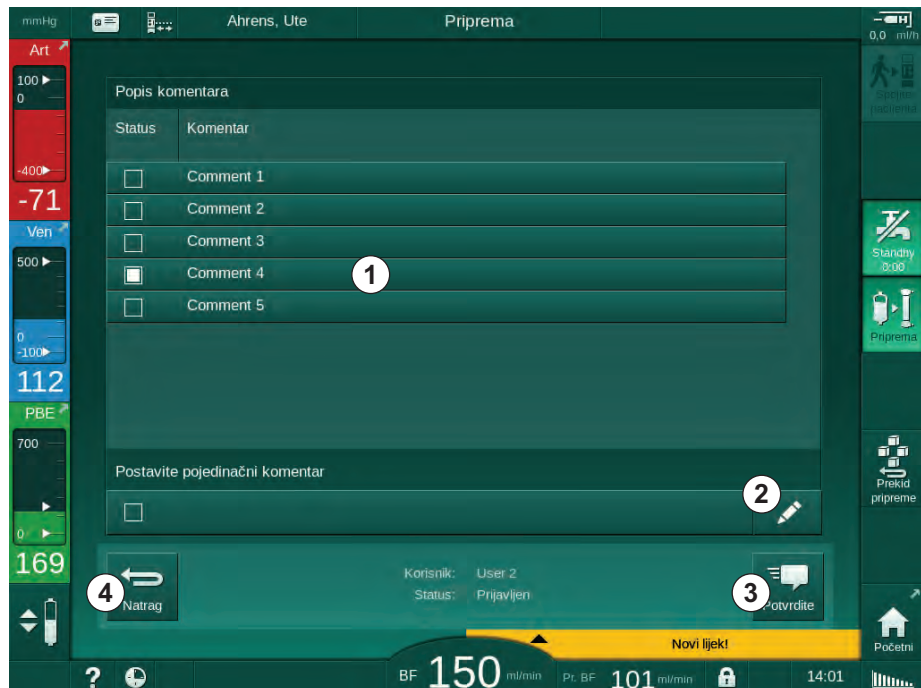 mmHg
Ahrens, Ute
Priprema
0,0 ml/h
Art
100
0
-400
-71
Ven
500
0
-100
112
PBE
700
0
169
Popis komentara
Status Komentar
Comment 1
Comment 2
Comment 3
Comment 4
Comment 5
1
Postavite pojedinačni komentar
2
4
Natrag
Korisnik: User 2
Status: Prijavljen
3
Potvrdite
Novi lijek!
Spojite
pacijenta
Standby
0:00
Priprema
Prekid
pripreme
Početni
?
BF 150 ml/min
Pr. BF 101 ml/min
14:01